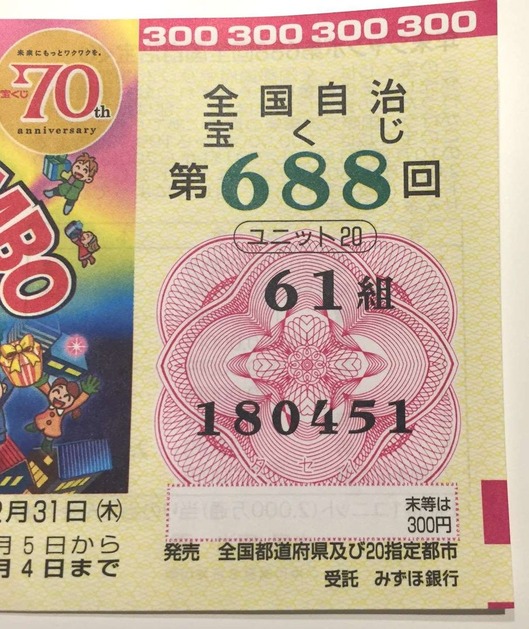 300 300 300 300
未来にもっとワクワクを。
宝くじ
70th
anniversary
全国自治
宝くじ
第688回
ユニット20
61組
180451
MBO
末等は
300円
2月31日(木)
月5日から
月4日まで
発売 全国都道府県及び20指定都市
受託 みずほ銀行